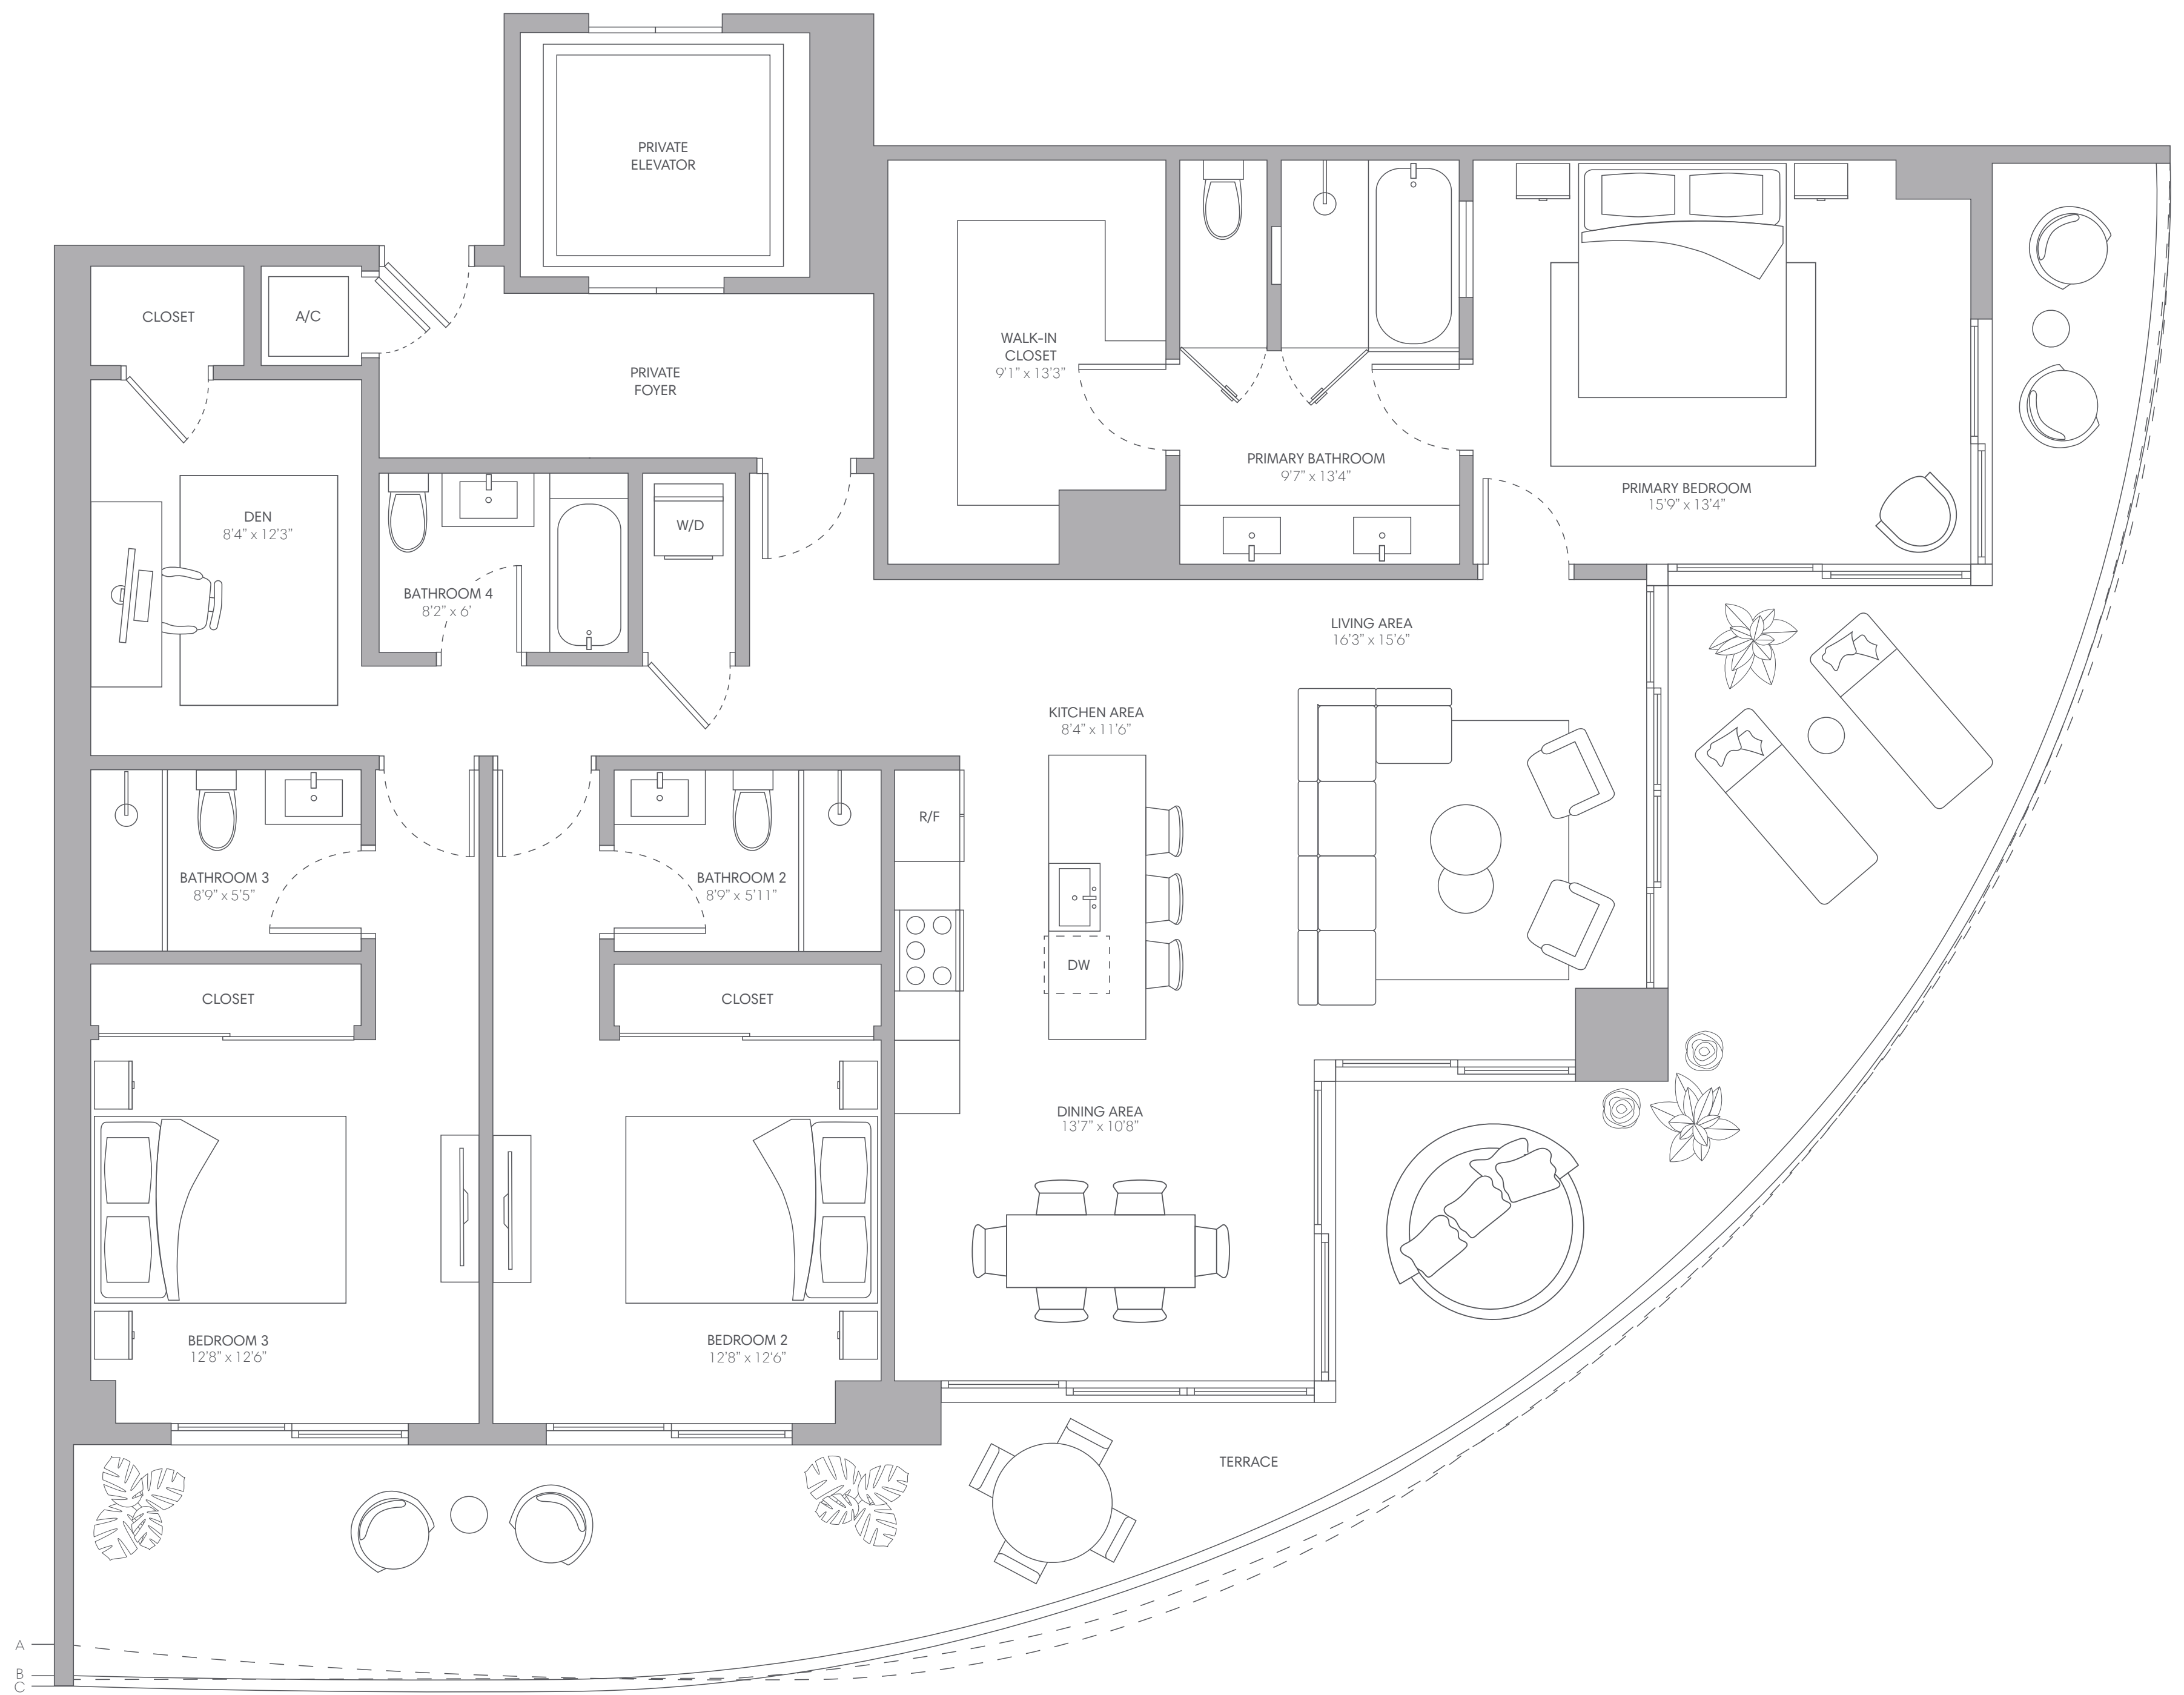 PRIVATE
ELEVATOR
CLOSET
A/C
PRIVATE
FOYER
WALK-IN
CLOSET
9'1" x 13'3"
PRIMARY BATHROOM
9'7" x 13'4"
PRIMARY BEDROOM
15'9" x 13'4"
DEN
8'4" x 12'3"
W/D
BATHROOM 4
8'2" x 6'
LIVING AREA
16'3" x 15'6"
KITCHEN AREA
8'4" x 11'6"
R/F
BATHROOM 3
8'9" x 5'5"
BATHROOM 2
8'9" x 5'11"
DW
CLOSET
CLOSET
DINING AREA
13'7" x 10'8"
BEDROOM 3
12'8" x 12'6"
BEDROOM 2
12'8" x 12'6"
TERRACE
A
B
C